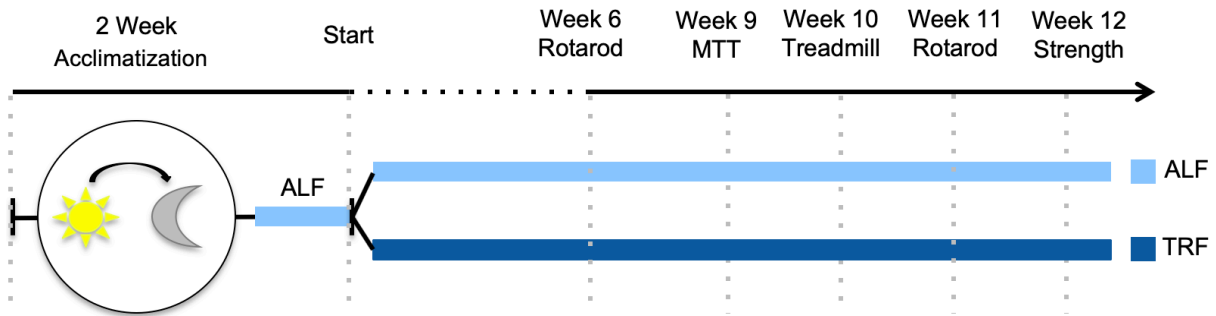 2 Week
Acclimatization
Start
Week 6
Rotarod
Week 9
MTT
Week 10
Treadmill
Week 11
Rotarod
Week 12
Strength
ALF
ALF
TRF